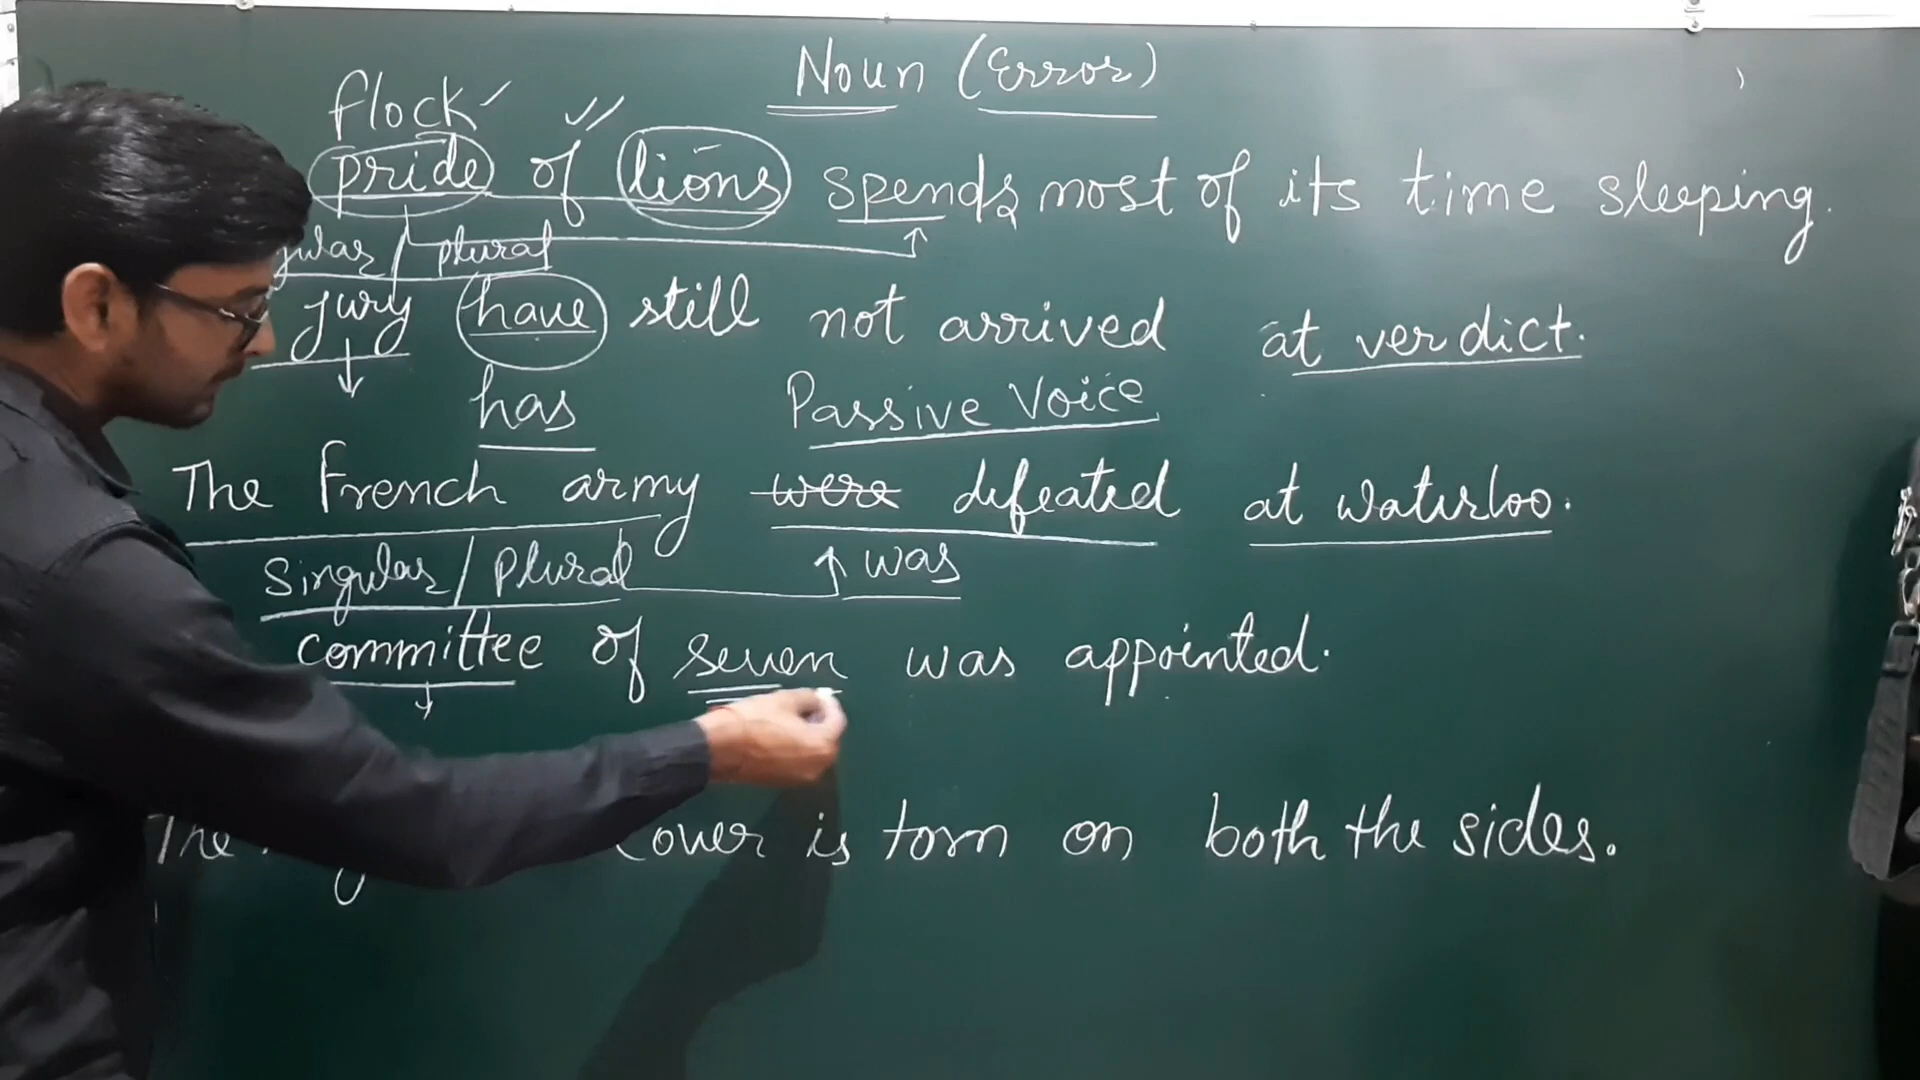 Noun (Error)
flock
pride of lions spends most of its time sleeping.
/ plural
jury have still not arrived at verdict.
has Passive Voice
The French army were defeated at waterloo.
Singular / plural was
committee of seven was appointed.
The cover is torn on both the sides.